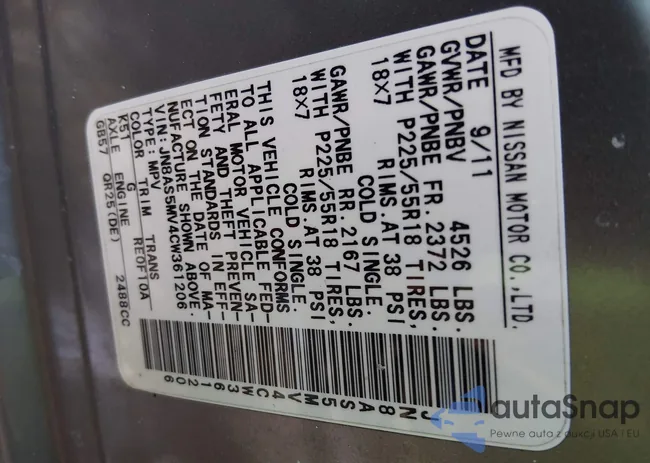 MFD BY NISSAN MOTOR CO.,LTD.
DATE 9/11
GVWR/PNBV 4526 LBS.
GAWR/PNBE FR. 2372 LBS.
WITH P225/55R18 TIRES,
18X7 RIMS.AT 38 PSI
COLD SINGLE.
GAWR/PNBE RR. 2167 LBS.
WITH P225/55R18 TIRES,
18X7 RIMS.AT 38 PSI
COLD SINGLE.
THIS VEHICLE CONFORMS
TO ALL APPLICABLE FED-
ERAL MOTOR VEHICLE SA-
FETY AND THEFT PREVEN-
TION STANDARDS IN EFF-
ECT ON THE DATE OF MA-
NUFACTURE SHOWN ABOVE.
VIN:JN8AS5MV4CW361206
TYPE:MPV
COLOR TRIM TRANS
K51 G RE0F10A
AXLE ENGINE
GB57 QR25(DE) 2488CC
JN8AS5MV4CW361206
autaSnap
Pewne auta z aukcji USA i EU